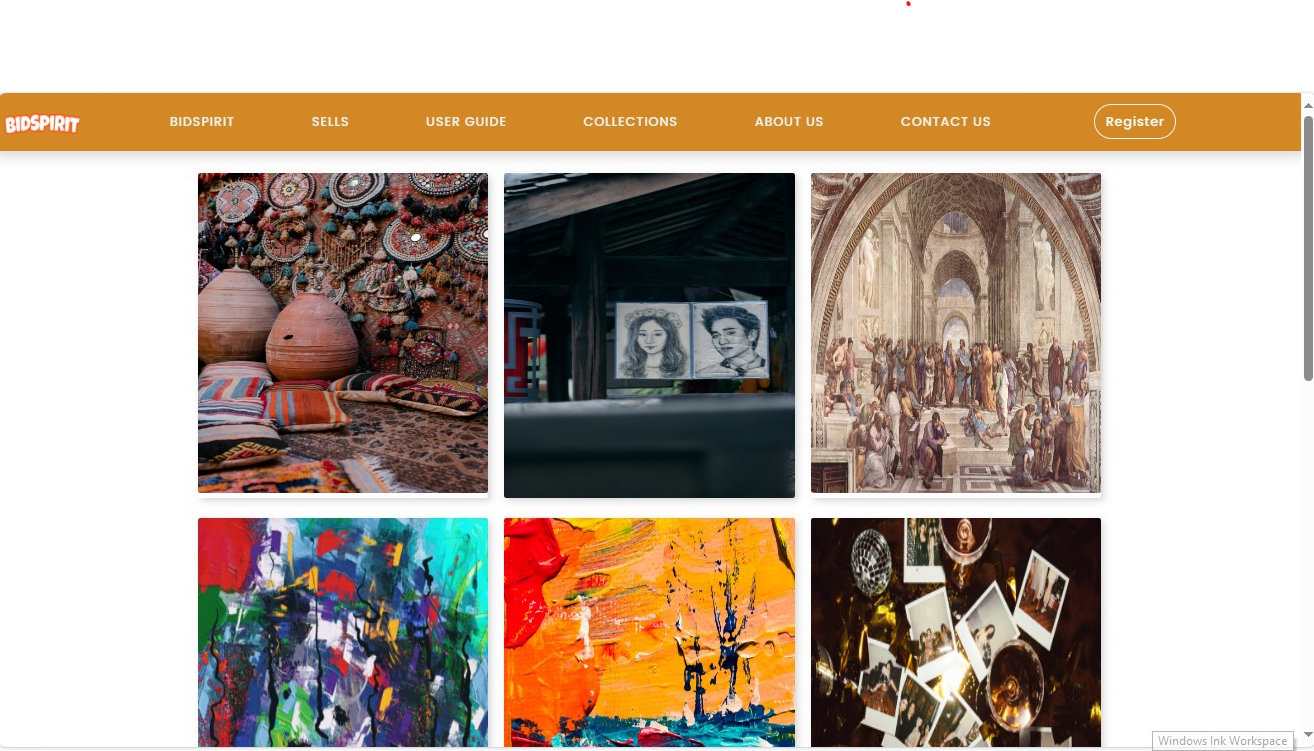 BIDSPIRIT
BIDSPIRIT SELLS USER GUIDE COLLECTIONS ABOUT US CONTACT US Register
Windows Ink Workspace